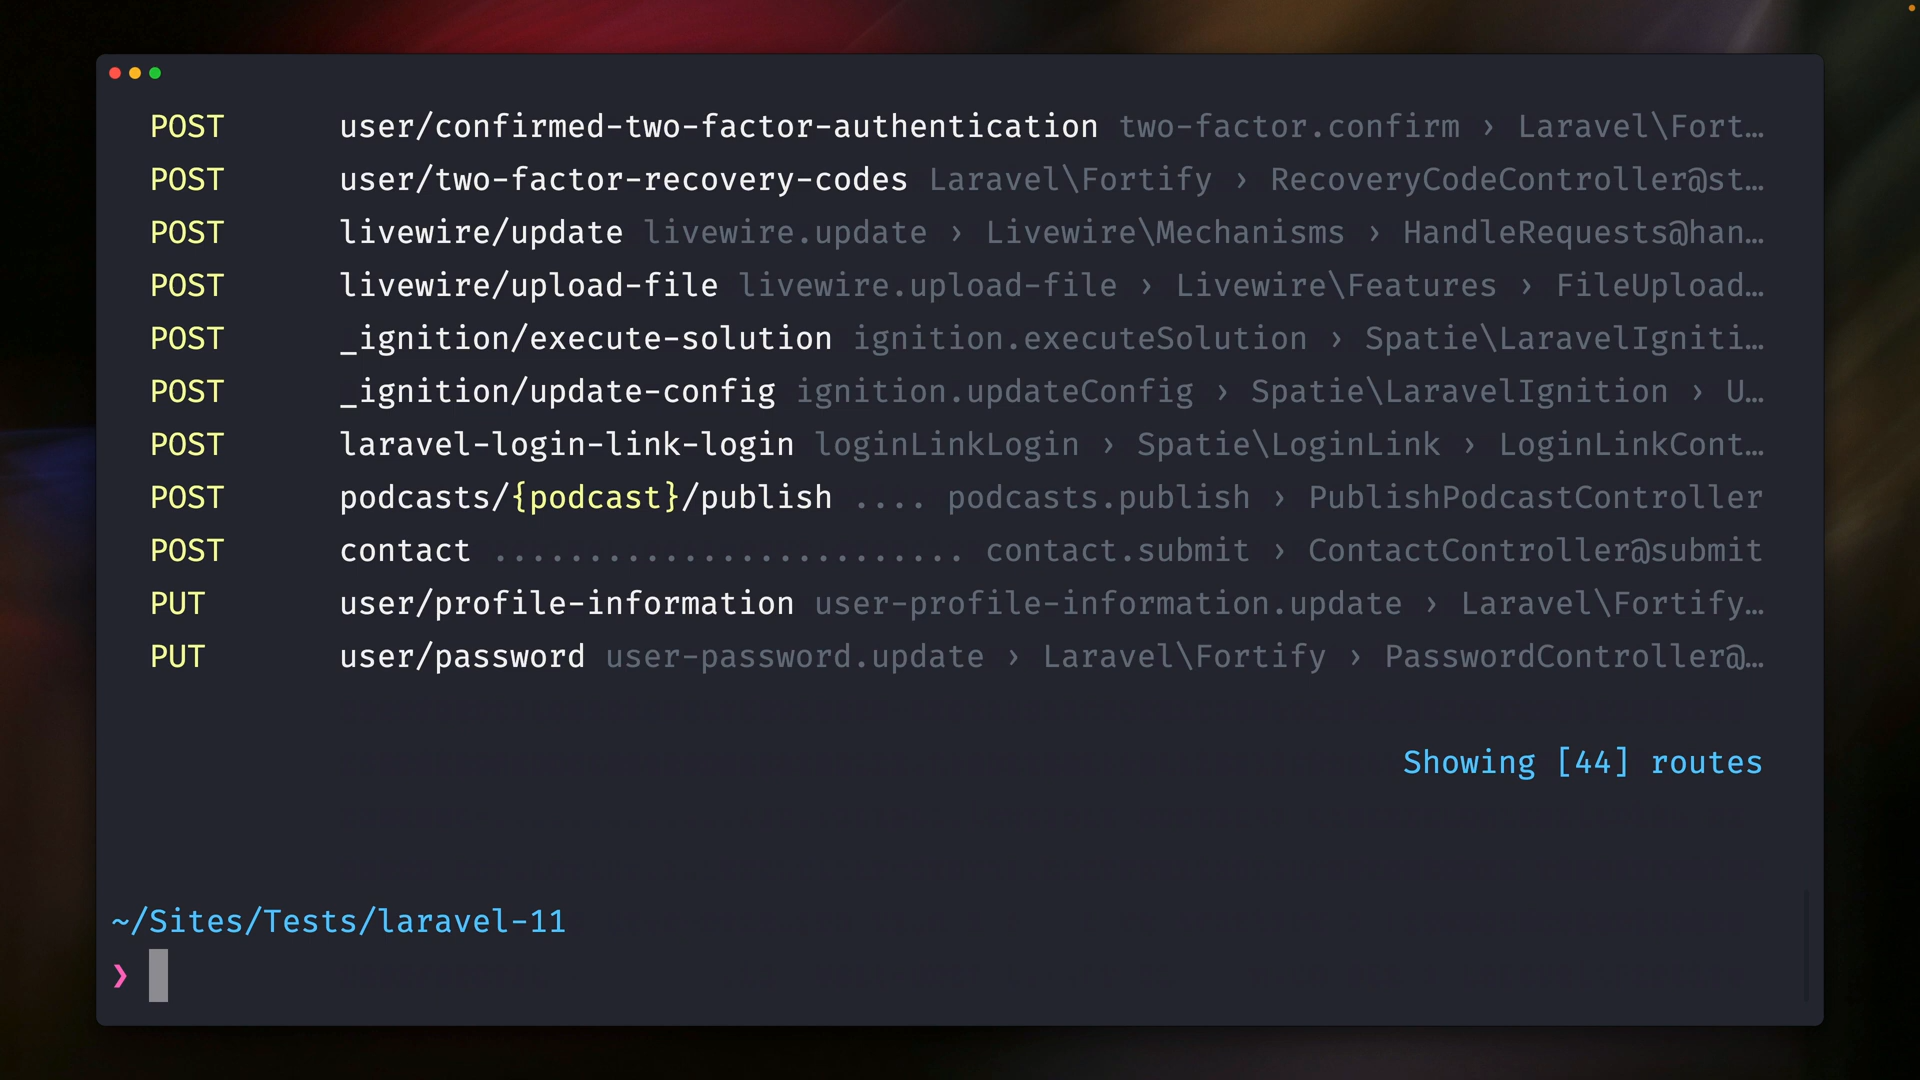 POST user/confirmed-two-factor-authentication two-factor.confirm › Laravel\Fort…
POST user/two-factor-recovery-codes Laravel\Fortify › RecoveryCodeController@st…
POST livewire/update livewire.update › Livewire\Mechanisms › HandleRequests@han…
POST livewire/upload-file livewire.upload-file › Livewire\Features › FileUpload…
POST _ignition/execute-solution ignition.executeSolution › Spatie\LaravelIgniti…
POST _ignition/update-config ignition.updateConfig › Spatie\LaravelIgnition › U…
POST laravel-login-link-login loginLinkLogin › Spatie\LoginLink › LoginLinkCont…
POST podcasts/{podcast}/publish .... podcasts.publish › PublishPodcastController
POST contact ......................... contact.submit › ContactController@submit
PUT user/profile-information user-profile-information.update › Laravel\Fortify…
PUT user/password user-password.update › Laravel\Fortify › PasswordController@…
Showing [44] routes
~/Sites/Tests/laravel-11
❯